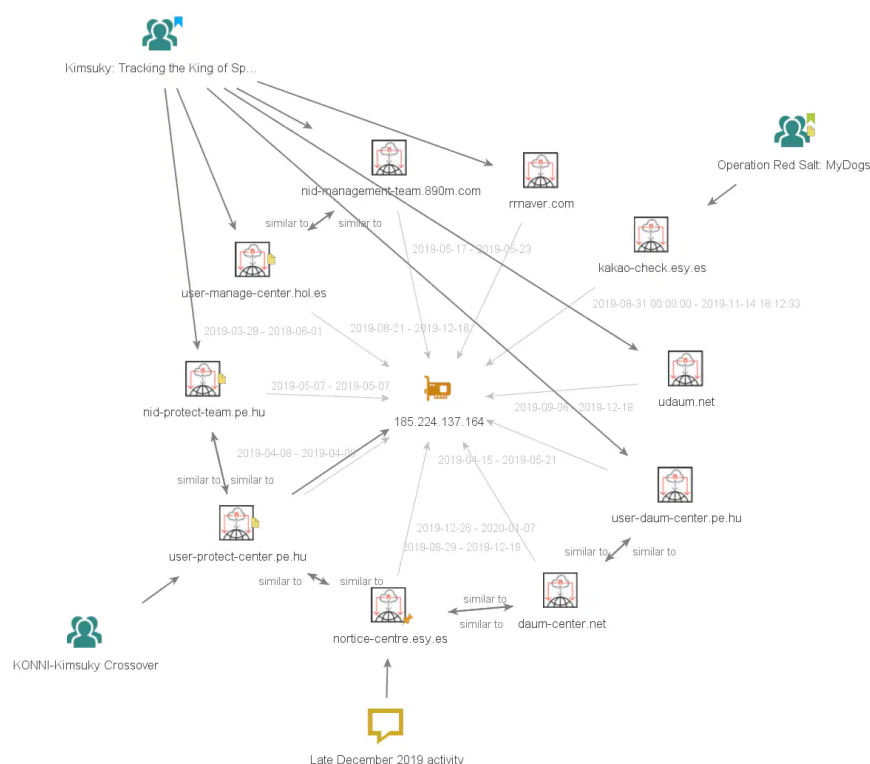 Kimsuky: Tracking the King of Sp...
Operation Red Salt: MyDogs
nid-management-team.890m.com
rrnaver.com
similar to
similar to
2019-05-17 - 2019-05-23
kakao-check.esy.es
user-manage-center.hol.es
2019-08-31 00:00:00 - 2019-11-14 18:12:33
2019-03-29 - 2019-06-01
2019-08-21 - 2019-12-18
2019-05-07 - 2019-05-07
udaum.net
nid-protect-team.pe.hu
2019-09-06 - 2019-12-18
185.224.137.164
2019-04-08 - 2019-04-09
2019-04-15 - 2019-05-21
similar to
similar to
user-daum-center.pe.hu
2019-12-26 - 2020-01-07
2019-08-29 - 2019-12-18
user-protect-center.pe.hu
similar to
similar to
similar to
similar to
similar to
similar to
daum-center.net
nortice-centre.esy.es
KONNI-Kimsuky Crossover
Late December 2019 activity